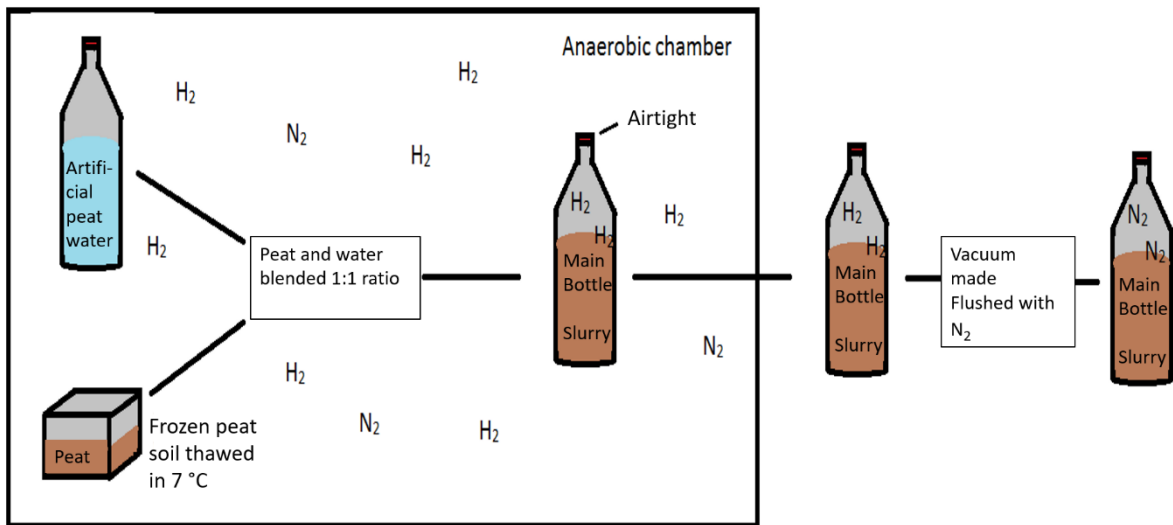 Anaerobic chamber
H₂
H₂
N₂
H₂
Airtight
Artifi-
cial
peat
water
H₂
H₂
H₂
H₂
Peat and water
blended 1:1 ratio
Main
Bottle
Slurry
H₂
N₂
H₂
N₂
H₂
Peat
Frozen peat
soil thawed
in 7 °C
H₂
H₂
Main
Bottle
Slurry
Vacuum
made
Flushed with
N₂
N₂
N₂
Main
Bottle
Slurry